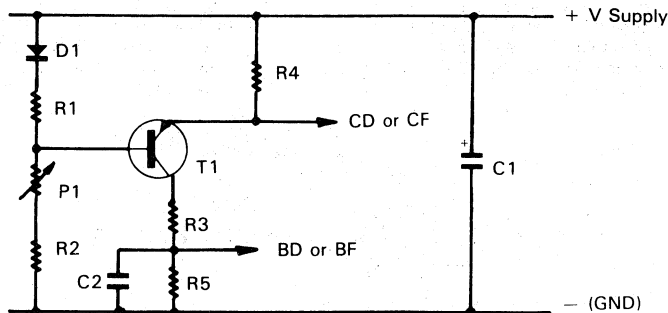 + V Supply
D1
R4
R1
CD or CF
T1
+
C1
P1
R3
R2
BD or BF
C2
R5
– (GND)